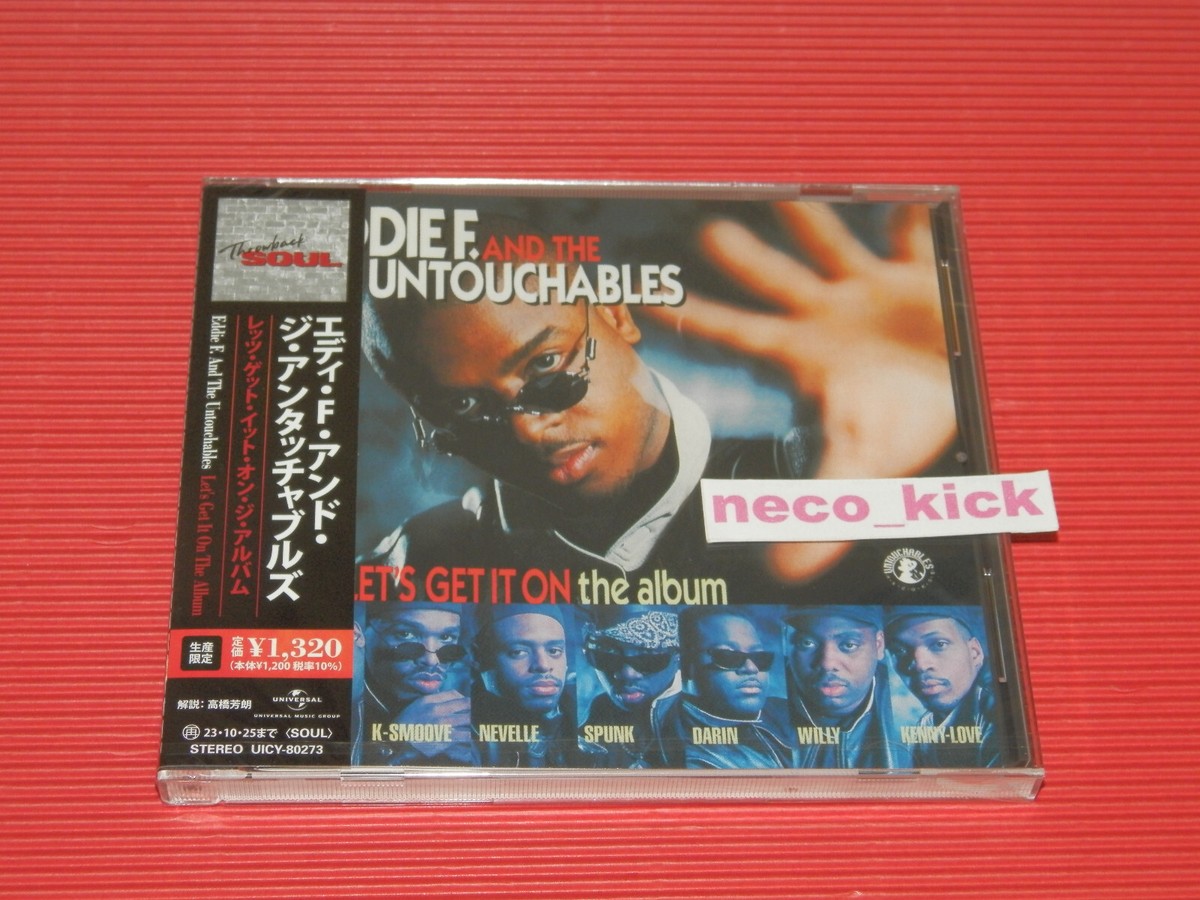 Throwback
SOUL
エディ・F・アンド・
ジ・アンタッチャブルズ
レッツ・ゲット・イット・オン・ジ・アルバム
Eddie F. And The Untouchables Let's Get It On The Album
生産
限定
定価 ¥1,320
(本体¥1,200 税率10%)
解説:高橋芳朗
UNIVERSAL
UNIVERSAL MUSIC GROUP
再 23・10・25まで 〈SOUL〉
STEREO UICY-80273
DDIE F. AND THE
UNTOUCHABLES
neco_kick
UNTOUCHABLES
LET'S GET IT ON the album
K-SMOOVE NEVELLE SPUNK DARIN WILLY KENNY-LOVE